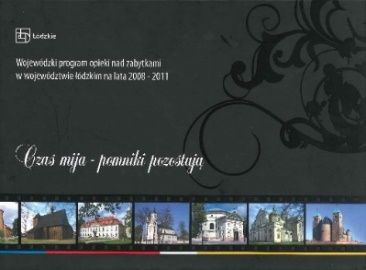 Łódzkie
Wojewódzki program opieki nad zabytkami
w województwie łódzkim na lata 2008 - 2011
Czas mija - pomniki pozostają